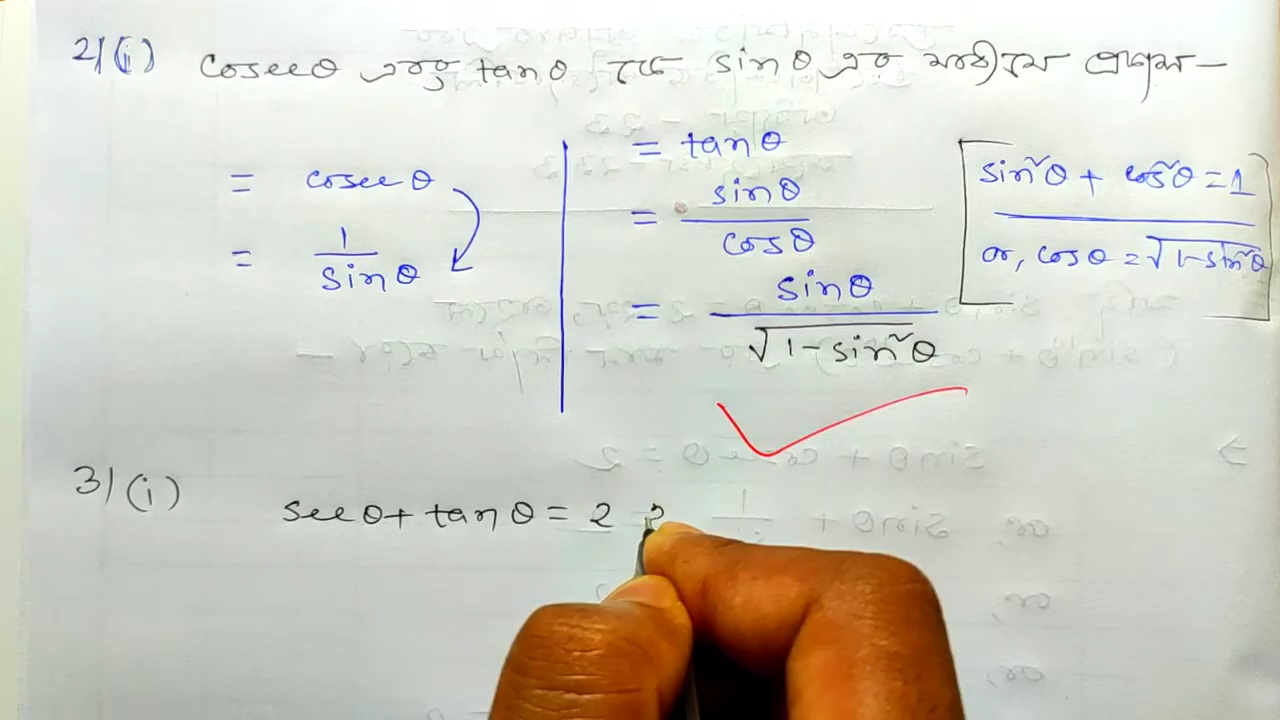 2/(i) cosecθ এবং tanθ কে sinθ এর মাধ্যমে প্রকাশ—
= cosec θ
= 1/sinθ
= tanθ
= sinθ/cosθ
= sinθ/√1-sin²θ
sin²θ + cos²θ = 1
or, cosθ = √1-sin²θ
3/(i) secθ + tanθ = 2